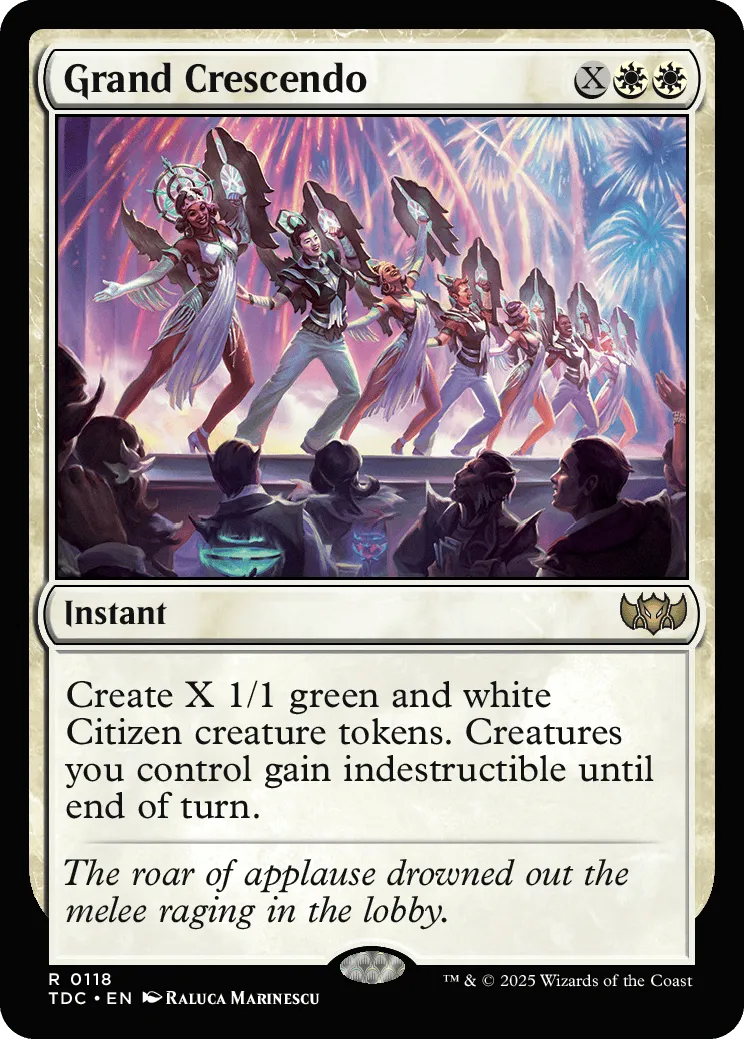 Grand Crescendo X
Instant
Create X 1/1 green and white
Citizen creature tokens. Creatures
you control gain indestructible until
end of turn.
The roar of applause drowned out the
melee raging in the lobby.
R 0118
TDC • EN Raluca Marinescu
™ & © 2025 Wizards of the Coast